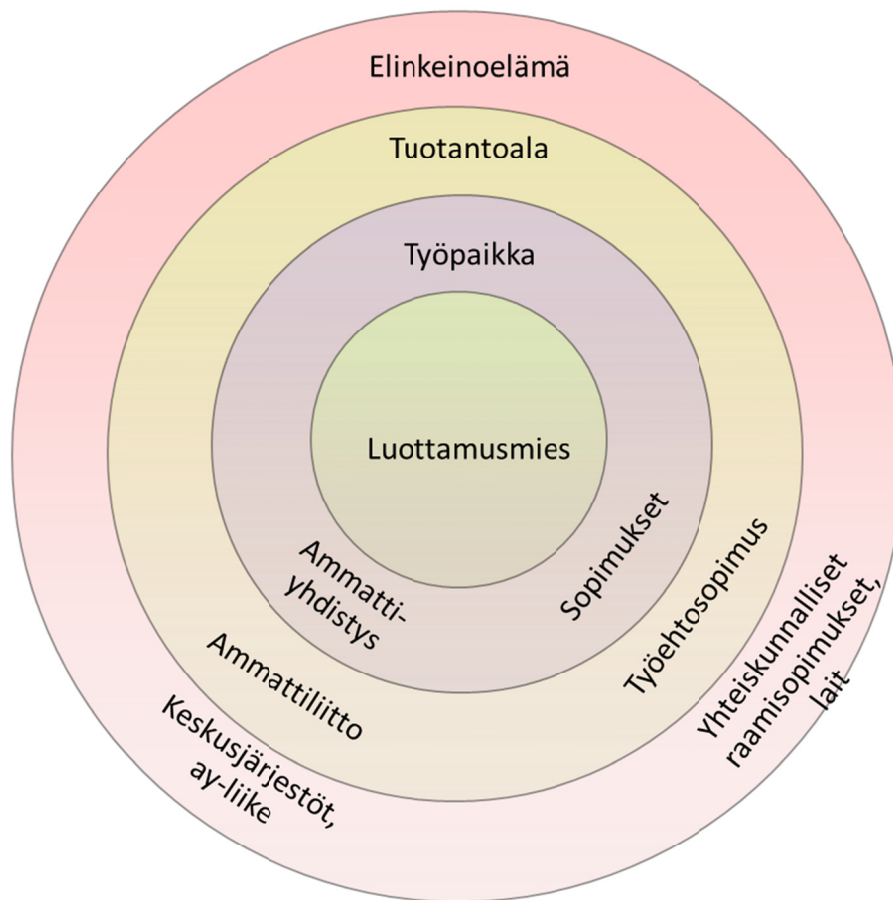 Elinkeinoelämä
Tuotantoala
Työpaikka
Luottamusmies
Ammatti-
yhdistys
Sopimukset
Ammattiliitto
Työehtosopimus
Keskusjärjestöt,
ay-liike
Yhteiskunnalliset
raamisopimukset,
lait